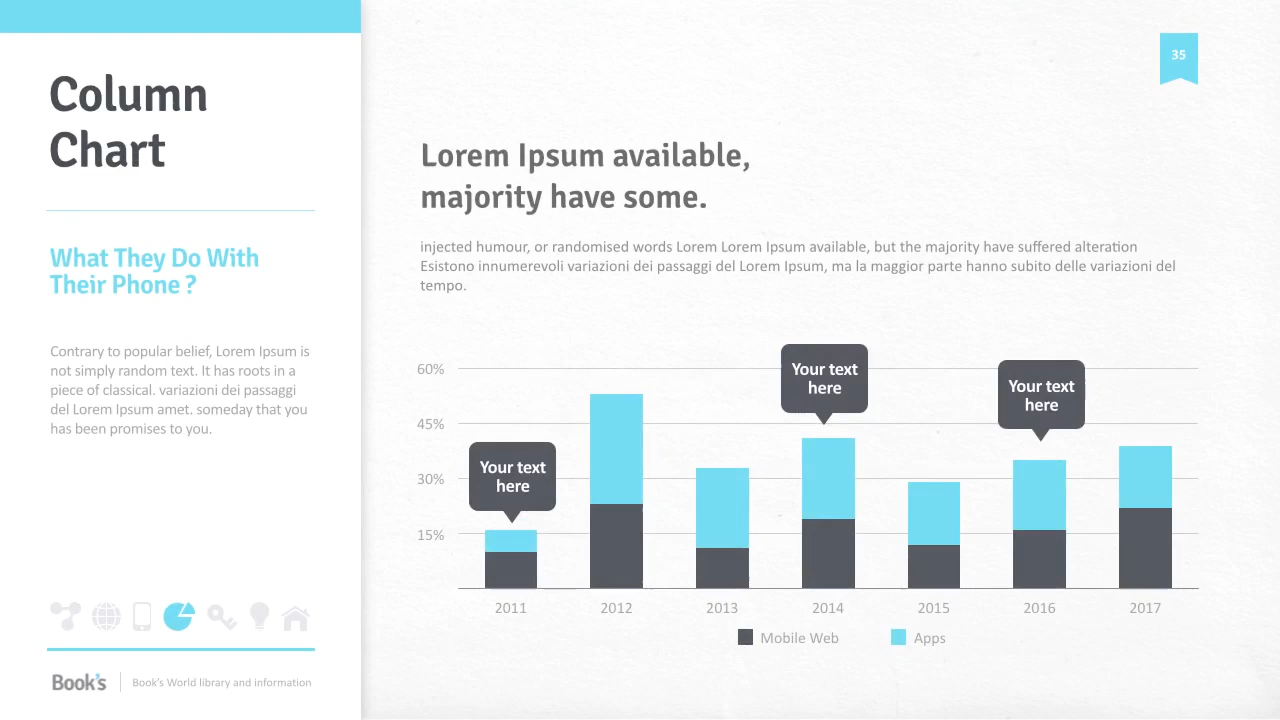 Column
Chart
What They Do With
Their Phone ?
Contrary to popular belief, Lorem Ipsum is
not simply random text. It has roots in a
piece of classical. variazioni dei passaggi
del Lorem Ipsum amet. someday that you
has been promises to you.
Book's
Book's World library and information
35
Lorem Ipsum available,
majority have some.
injected humour, or randomised words Lorem Lorem Ipsum available, but the majority have suffered alteration
Esistono innumerevoli variazioni dei passaggi del Lorem Ipsum, ma la maggior parte hanno subito delle variazioni del
tempo.
60%
45%
30%
15%
Your text
here
Your text
here
Your text
here
2011 2012 2013 2014 2015 2016 2017
Mobile Web Apps